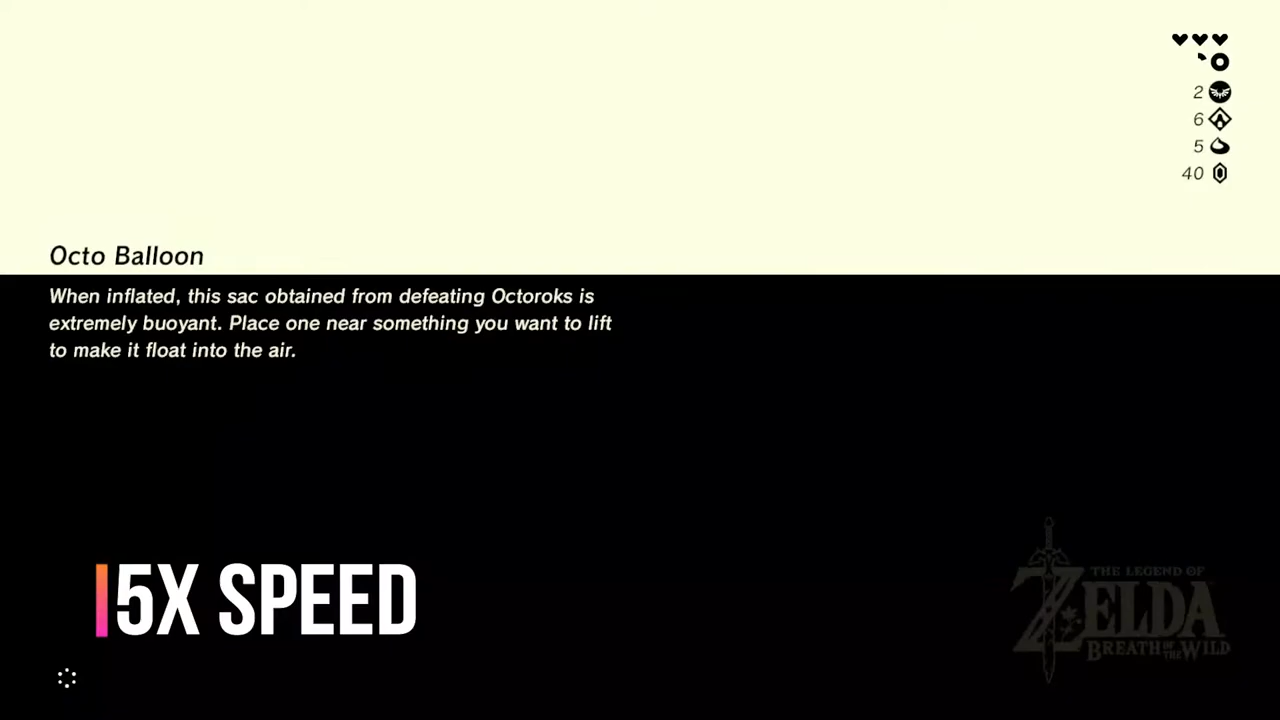 2
6
5
40
Octo Balloon
When inflated, this sac obtained from defeating Octoroks is
extremely buoyant. Place one near something you want to lift
to make it float into the air.
5X SPEED
THE LEGEND OF
ZELDA
BREATH OF THE WILD